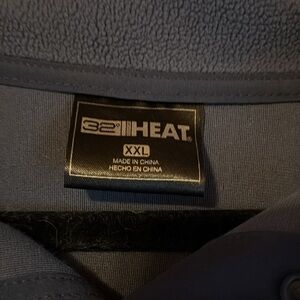 32° HEAT
XXL
MADE IN CHINA
HECHO EN CHINA